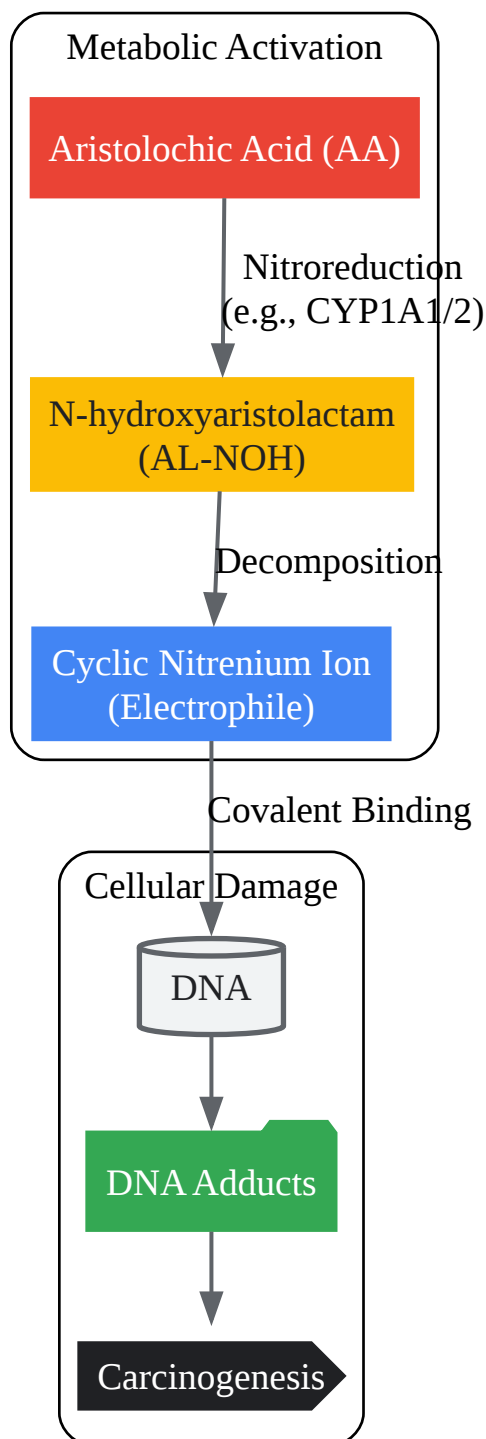 Metabolic Activation
Aristolochic Acid (AA)
Nitroreduction
(e.g., CYP1A1/2)
N-hydroxyaristolactam
(AL-NOH)
Decomposition
Cyclic Nitrenium Ion
(Electrophile)
Covalent Binding
Cellular Damage
DNA
DNA Adducts
Carcinogenesis